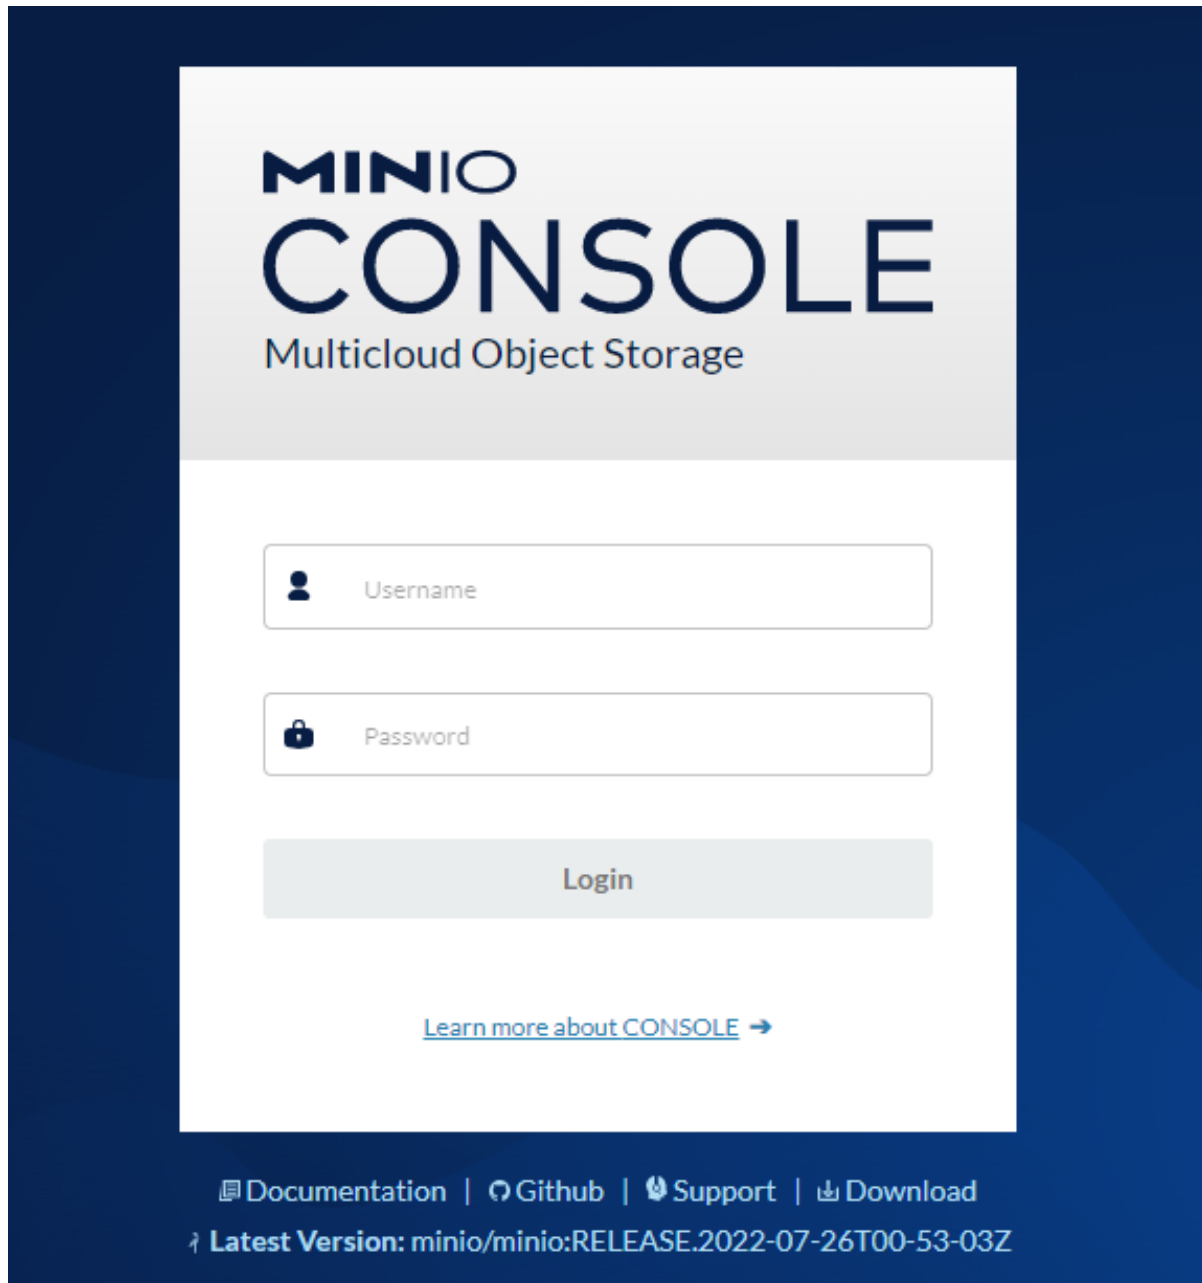 MINIO
CONSOLE
Multicloud Object Storage
Username
Password
Login
Learn more about CONSOLE ➔
Documentation | Github | Support | Download
Latest Version: minio/minio:RELEASE.2022-07-26T00-53-03Z